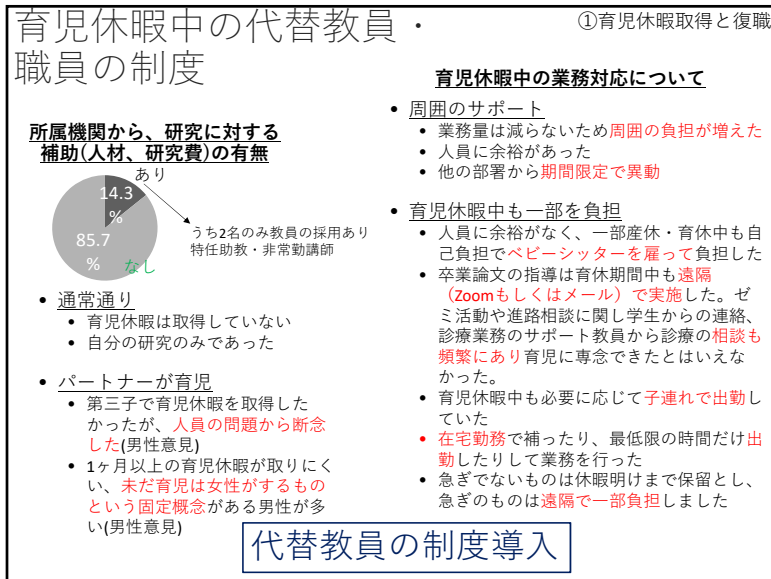 育児休暇中の代替教員・
職員の制度
①育児休暇取得と復職
所属機関から、研究に対する
補助(人材、研究費)の有無
あり
14.3
%
85.7
%
なし
うち2名のみ教員の採用あり
特任助教・非常勤講師
• 通常通り
• 育児休暇は取得していない
• 自分の研究のみであった
• パートナーが育児
• 第三子で育児休暇を取得した
かったが、人員の問題から断念
した(男性意見)
• 1ヶ月以上の育児休暇が取りにく
い、未だ育児は女性がするもの
という固定概念がある男性が多
い(男性意見)
育児休暇中の業務対応について
• 周囲のサポート
• 業務量は減らないため周囲の負担が増えた
• 人員に余裕があった
• 他の部署から期間限定で異動
• 育児休暇中も一部を負担
• 人員に余裕がなく、一部産休・育休中も自
己負担でベビーシッターを雇って負担した
• 卒業論文の指導は育休期間中も遠隔
（Zoomもしくはメール）で実施した。ゼ
ミ活動や進路相談に関し学生からの連絡、
診療業務のサポート教員から診療の相談も
頻繁にあり育児に専念できたとはいえな
かった。
• 育児休暇中も必要に応じて子連れで出勤し
ていた
• 在宅勤務で補ったり、最低限の時間だけ出
勤したりして業務を行った
• 急ぎでないものは休暇明けまで保留とし、
急ぎのものは遠隔で一部負担しました
代替教員の制度導入